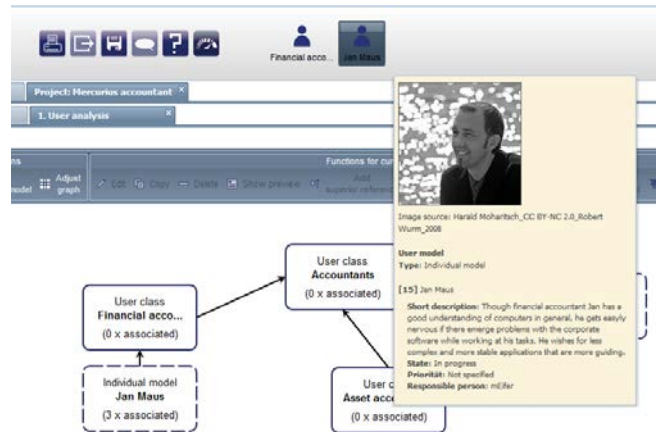 Financial acco...
Jan Maus
Project: Mercurius accountant
1. User analysis
ns
Functions for cur
model
Adjust graph
Edit
Copy
Delete
Show preview
Add superior referenc
Image source: Harald Mohantsch_CC BY-NC 2.0_Robert
Wurm_2008
User model
Type: Individual model
[15] Jan Maus
Short description: Though financial accountant Jan has a
good understanding of computers in general, he gets easyly
nervous if there emerge problems with the corporate
software while working at his tasks. He wishes for less
complex and more stable applications that are more guiding.
State: In progress
Priorität: Not specified
Responsible person: mEifer
User class
Accountants
(0 x associated)
User class
Financial acco...
(0 x associated)
Individual model
Jan Maus
(3 x associated)
User c
Asset acco
(0 x associated)